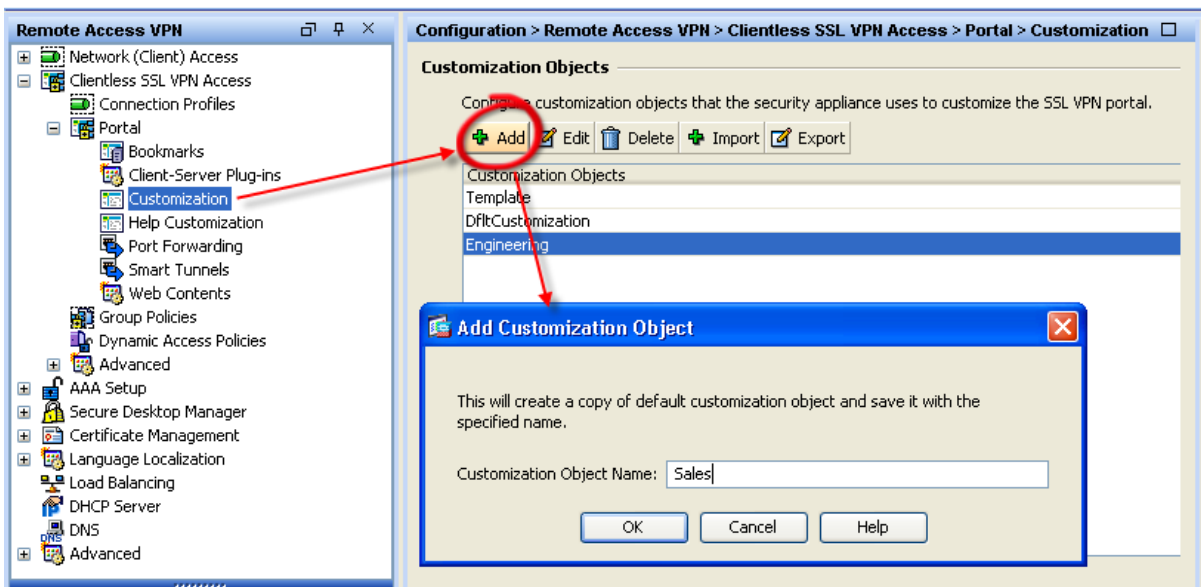 Remote Access VPN
Network (Client) Access
Clientless SSL VPN Access
Connection Profiles
Portal
Bookmarks
Client-Server Plug-ins
Customization
Help Customization
Port Forwarding
Smart Tunnels
Web Contents
Group Policies
Dynamic Access Policies
Advanced
AAA Setup
Secure Desktop Manager
Certificate Management
Language Localization
Load Balancing
DHCP Server
DNS
DNS
Advanced
Configuration > Remote Access VPN > Clientless SSL VPN Access > Portal > Customization
Customization Objects
Configure customization objects that the security appliance uses to customize the SSL VPN portal.
Add Edit Delete Import Export
Customization Objects
Template
DfltCustomization
Engineering
Add Customization Object
This will create a copy of default customization object and save it with the
specified name.
Customization Object Name: Sales
OK Cancel Help